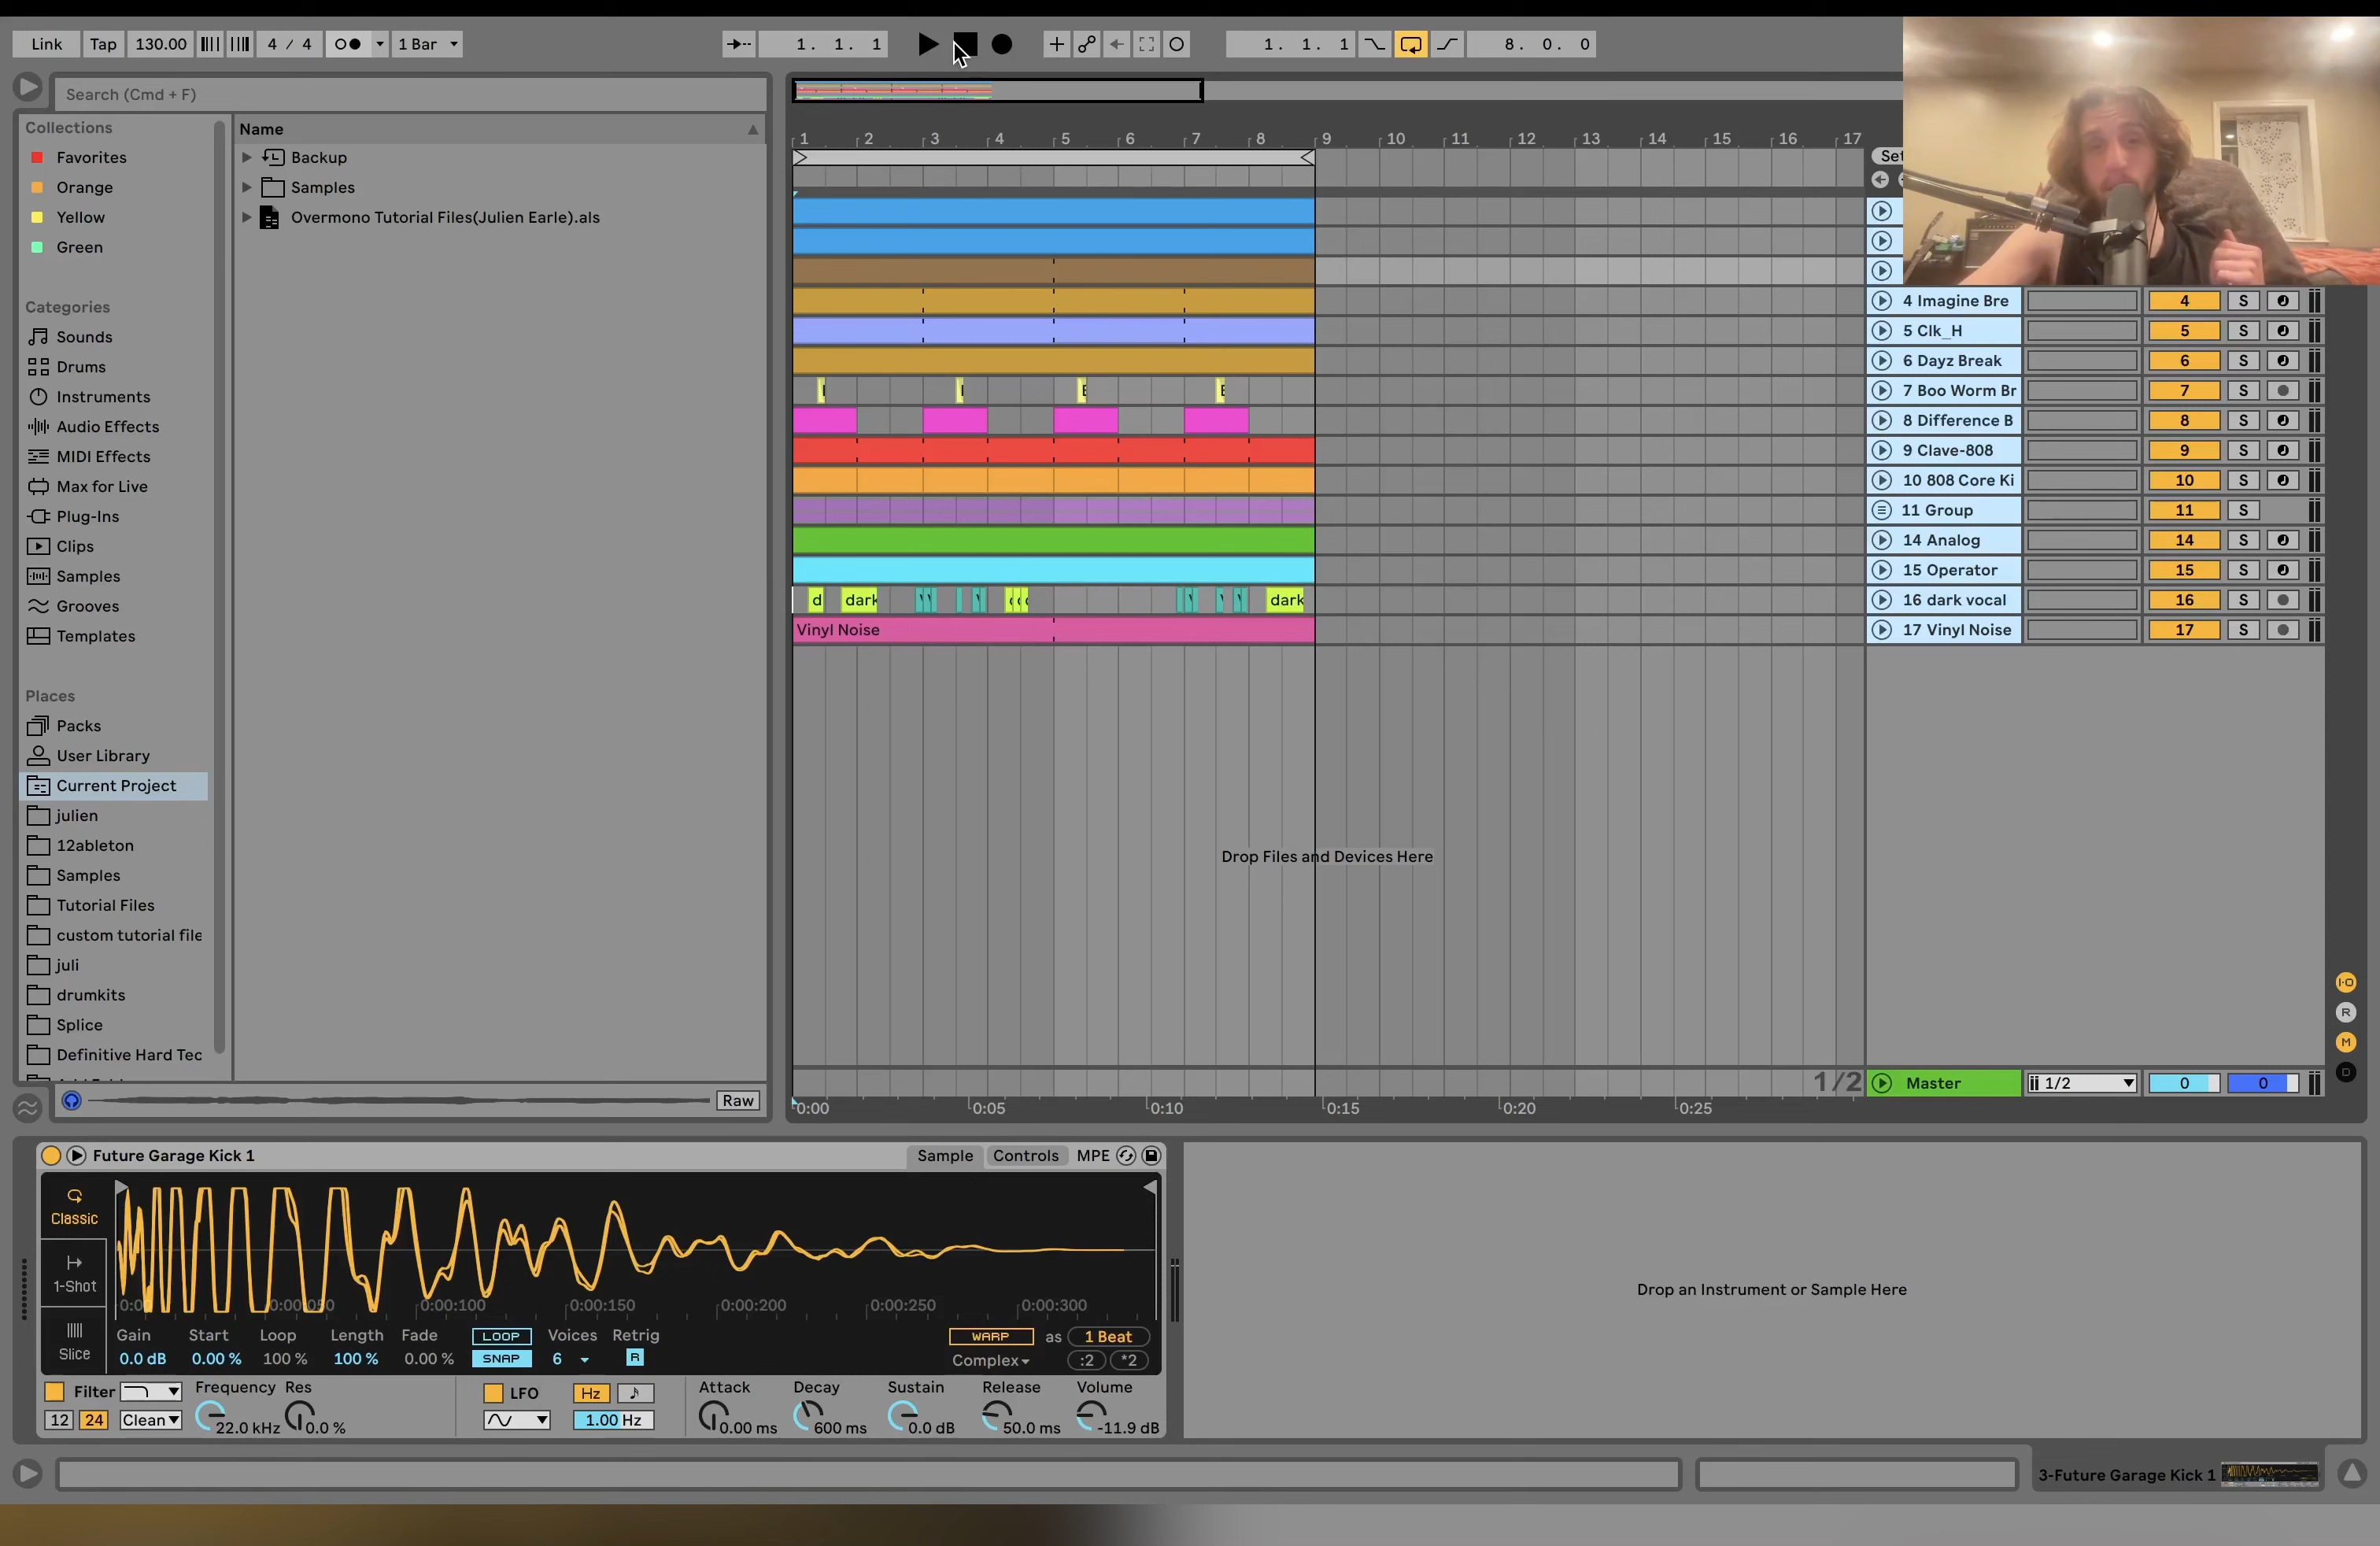 Link Tap 130.00 4 / 4 1 Bar 1. 1. 1 1. 1. 1 8. 0. 0
Search (Cmd + F)
Collections
Favorites
Orange
Yellow
Green
Categories
Sounds
Drums
Instruments
Audio Effects
MIDI Effects
Max for Live
Plug-Ins
Clips
Samples
Grooves
Templates
Places
Packs
User Library
Current Project
julien
12ableton
Samples
Tutorial Files
custom tutorial file
juli
drumkits
Splice
Definitive Hard Tec
Name
Backup
Samples
Overmono Tutorial Files(Julien Earle).als
Raw
1 2 3 4 5 6 7 8 9 10 11 12 13 14 15 16 17
Set
4 Imagine Bre 4 S
5 Clk_H 5 S
6 Dayz Break 6 S
7 Boo Worm Br 7 S
8 Difference B 8 S
9 Clave-808 9 S
10 808 Core Ki 10 S
11 Group 11 S
14 Analog 14 S
15 Operator 15 S
d dark dark 16 dark vocal 16 S
Vinyl Noise 17 Vinyl Noise 17 S
Drop Files and Devices Here
I-O
R
M
D
1/2 Master 1/2 0 0
0:00 0:05 0:10 0:15 0:20 0:25
Future Garage Kick 1 Sample Controls MPE
Classic
1-Shot
Slice
0:00:050 0:00:100 0:00:150 0:00:200 0:00:250 0:00:300
Gain Start Loop Length Fade LOOP Voices Retrig WARP as 1 Beat
0.0 dB 0.00 % 100 % 100 % 0.00 % SNAP 6 R Complex :2 *2
Filter Frequency Res LFO Hz Attack Decay Sustain Release Volume
12 24 Clean 22.0 kHz 0.0 % 1.00 Hz 0.00 ms 600 ms 0.0 dB 50.0 ms -11.9 dB
Drop an Instrument or Sample Here
3-Future Garage Kick 1